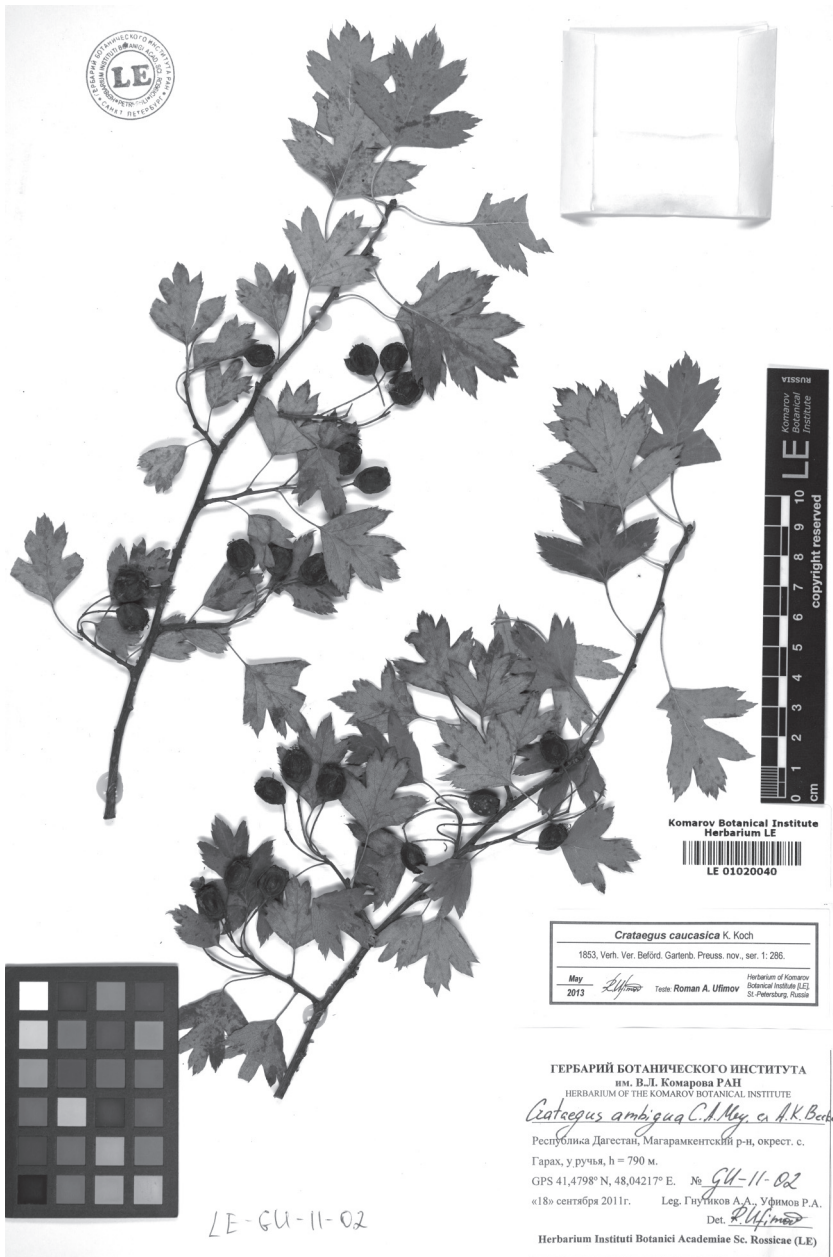 LE
RUSSIA
LE Komarov Botanical Institute
copyright reserved
10
9
8
7
6
5
4
3
2
1
0
cm
Komarov Botanical Institute
Herbarium LE
LE 01020040
Crataegus caucasica K. Koch
1853, Verh. Ver. Beförd. Gartenb. Preuss. nov., ser. 1: 286.
May 2013
R.Ufimov
Teste: Roman A. Ufimov
Herbarium of Komarov
Botanical Institute [LE],
St.-Petersburg, Russia
ГЕРБАРИЙ БОТАНИЧЕСКОГО ИНСТИТУТА
им. В.Л. Комарова РАН
HERBARIUM OF THE KOMAROV BOTANICAL INSTITUTE
Crataegus ambigua C.A.Mey. ex A.K.Becke
Республика Дагестан, Магарамкентский р-н, окрест. с.
Гарах, у ручья, h = 790 м.
GPS 41,4798° N, 48,04217° E. № GU-11-02
«18» сентября 2011г. Leg. Гнутиков А.А., Уфимов Р.А.
Det. R.Ufimov
Herbarium Instituti Botanici Academiae Sc. Rossicae (LE)
LE-GU-11-02